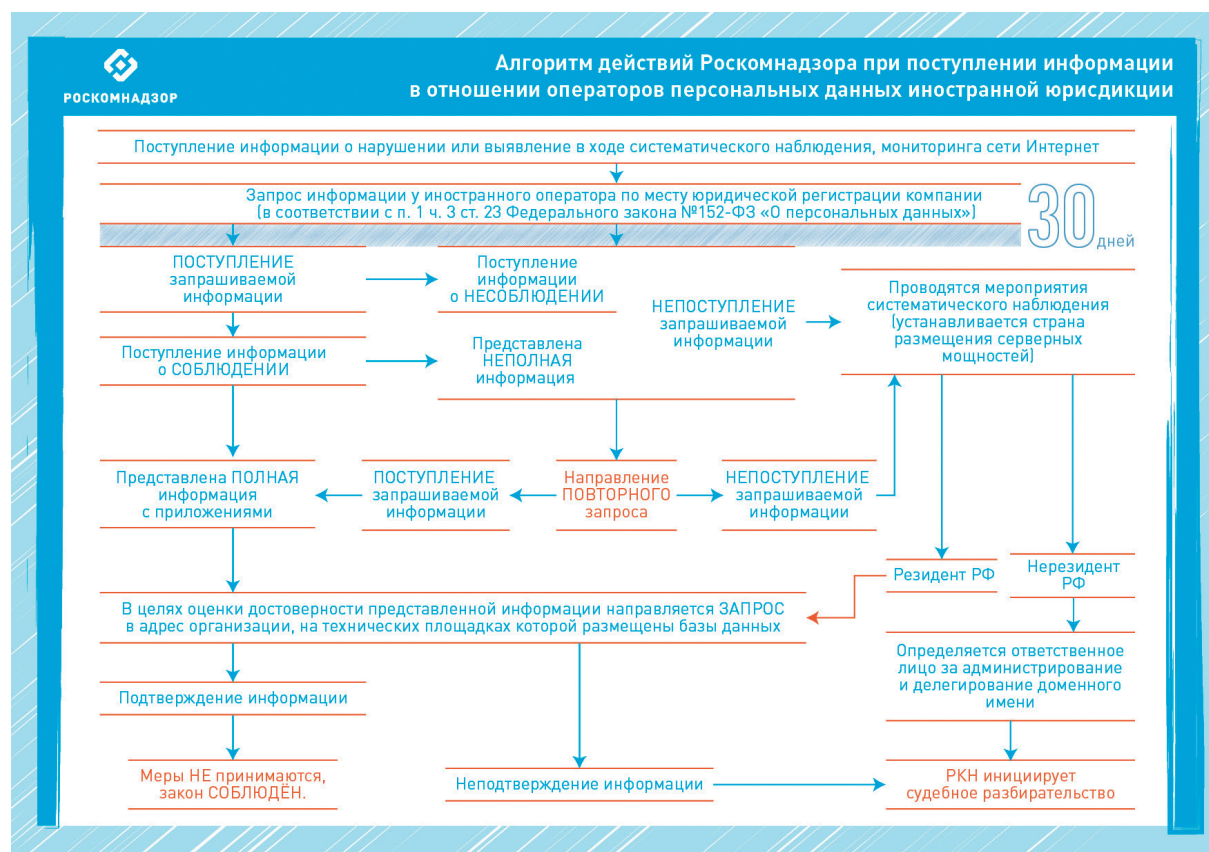 РОСКОМНАДЗОР
Алгоритм действий Роскомнадзора при поступлении информации
в отношении операторов персональных данных иностранной юрисдикции
Поступление информации о нарушении или выявление в ходе систематического наблюдения, мониторинга сети Интернет
Запрос информации у иностранного оператора по месту юридической регистрации компании
(в соответствии с п. 1 ч. 3 ст. 23 Федерального закона №152-ФЗ «О персональных данных»)
30
дней
ПОСТУПЛЕНИЕ
запрашиваемой
информации
Поступление
информации
о НЕСОБЛЮДЕНИИ
НЕПОСТУПЛЕНИЕ
запрашиваемой
информации
Проводятся мероприятия
систематического наблюдения
(устанавливается страна
размещения серверных
мощностей)
Поступление информации
о СОБЛЮДЕНИИ
Представлена
НЕПОЛНАЯ
информация
Представлена ПОЛНАЯ
информация
с приложениями
ПОСТУПЛЕНИЕ
запрашиваемой
информации
Направление
ПОВТОРНОГО
запроса
НЕПОСТУПЛЕНИЕ
запрашиваемой
информации
Резидент РФ
Нерезидент
РФ
В целях оценки достоверности представленной информации направляется ЗАПРОС
в адрес организации, на технических площадках которой размещены базы данных
Определяется ответственное
лицо за администрирование
и делегирование доменного
имени
Подтверждение информации
Меры НЕ принимаются,
закон СОБЛЮДЁН.
Неподтверждение информации
РКН инициирует
судебное разбирательство